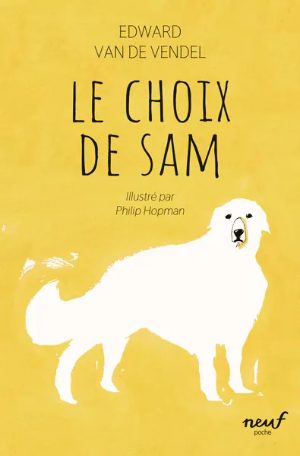 EDWARD
VAN DE VENDEL
LE CHOIX
DE SAM
Illustré par
Philip Hopman
neuf
poche